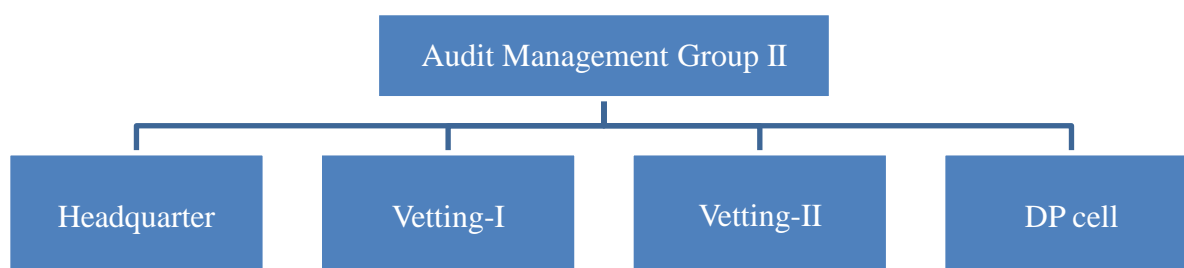 Audit Management Group II
Headquarter
Vetting-I
Vetting-II
DP cell